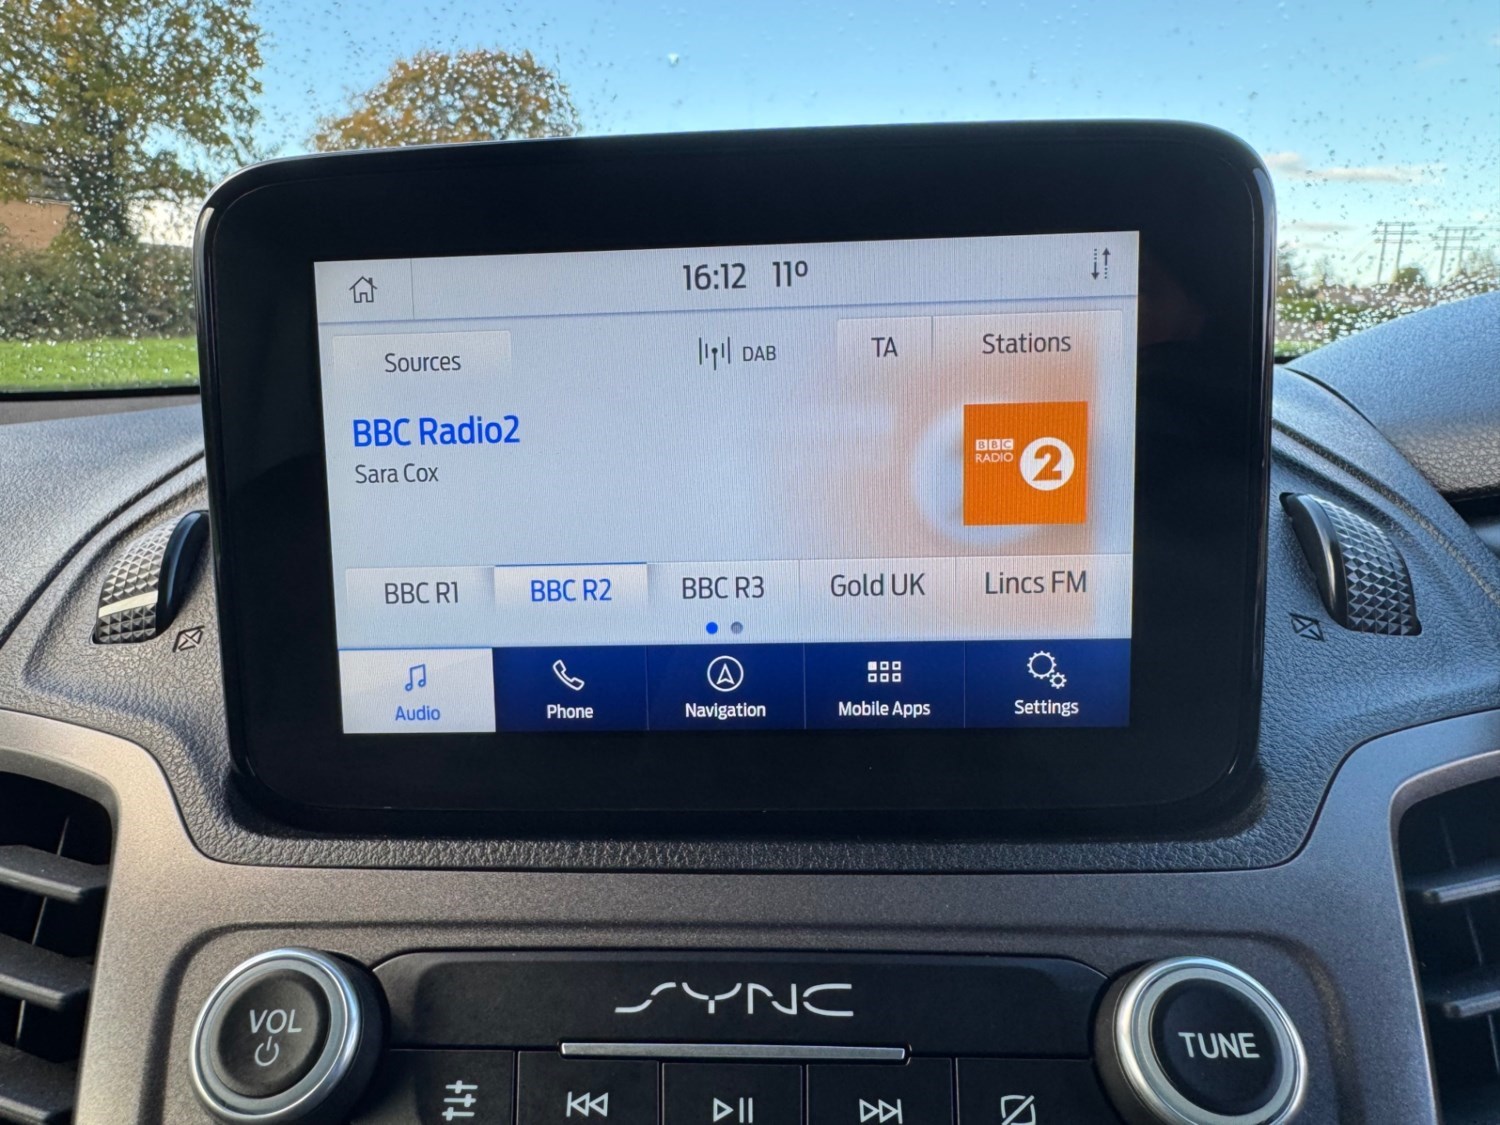 16:12 11º
Sources
DAB
TA
Stations
BBC Radio2
Sara Cox
BBC
RADIO
2
BBC R1
BBC R2
BBC R3
Gold UK
Lincs FM
Audio
Phone
Navigation
Mobile Apps
Settings
SYNC
VOL
TUNE